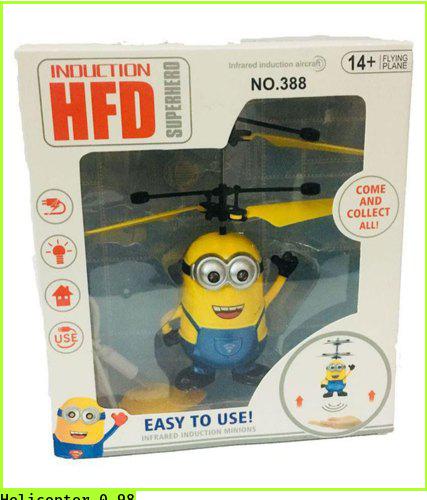 INDUCTION
HFD
SUPERHERO
Infrared induction aircraft
NO.388
14+ FLYING PLANE
COME
AND
COLLECT
ALL!
USE
EASY TO USE!
INFRARED INDUCTION MINIONS
Helicopter 0.98